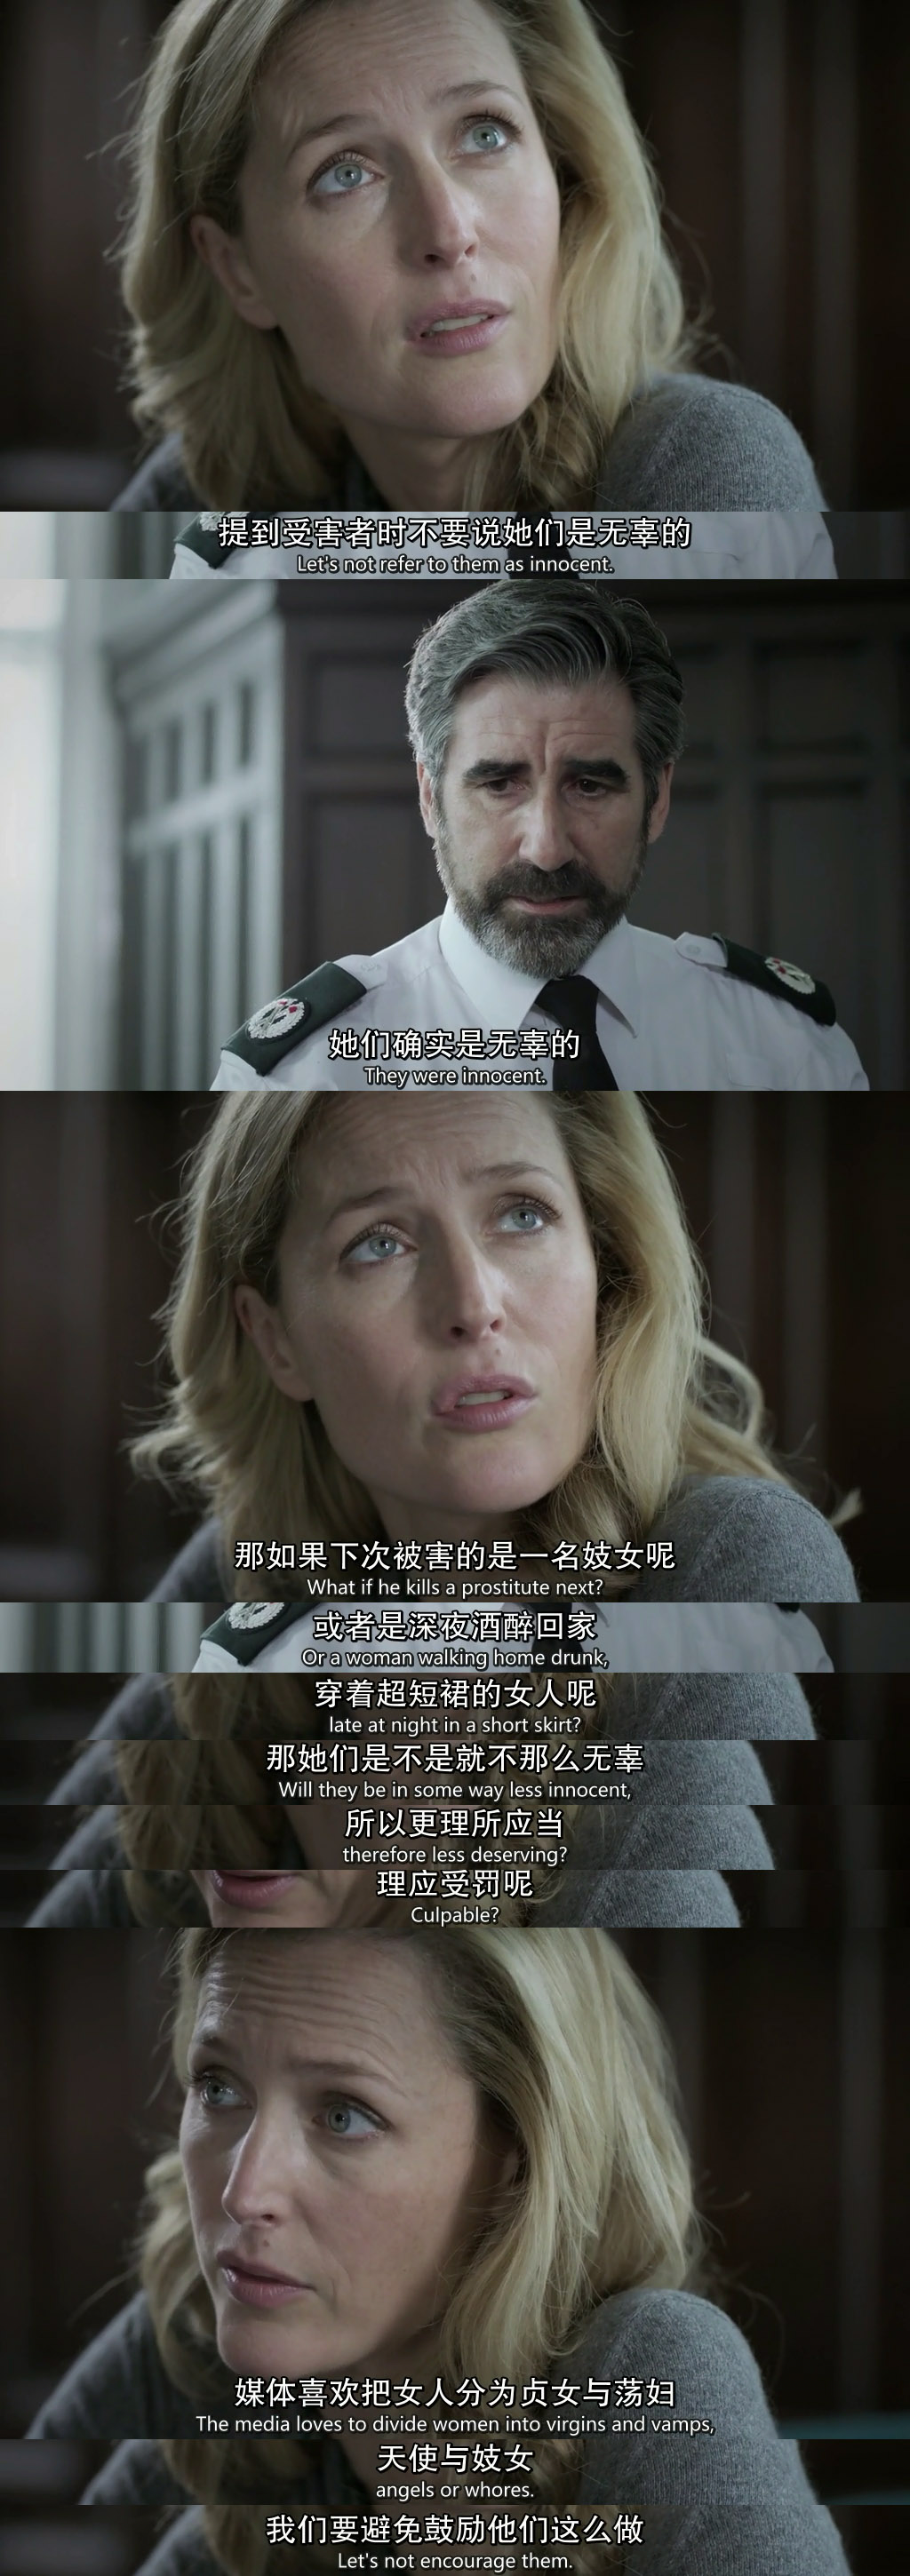 提到受害者时不要说她们是无辜的
Let's not refer to them as innocent.
她们确实是无辜的
They were innocent.
那如果下次被害的是一名妓女呢
What if he kills a prostitute next?
或者是深夜酒醉回家
Or a woman walking home drunk,
穿着超短裙的女人呢
late at night in a short skirt?
那她们是不是就不那么无辜
Will they be in some way less innocent,
所以更理所应当
therefore less deserving?
理应受罚呢
Culpable?
媒体喜欢把女人分为贞女与荡妇
The media loves to divide women into virgins and vamps,
天使与妓女
angels or whores.
我们要避免鼓励他们这么做
Let's not encourage them.